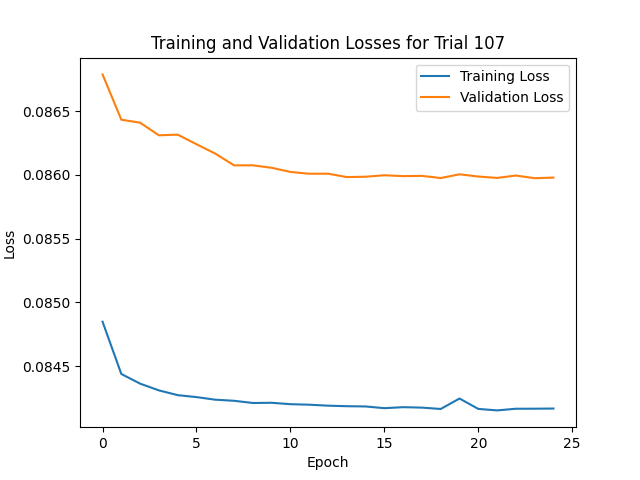 Training and Validation Losses for Trial 107
Training Loss
Validation Loss
0.0865
0.0860
0.0855
0.0850
0.0845
Loss
0
5
10
15
20
25
Epoch